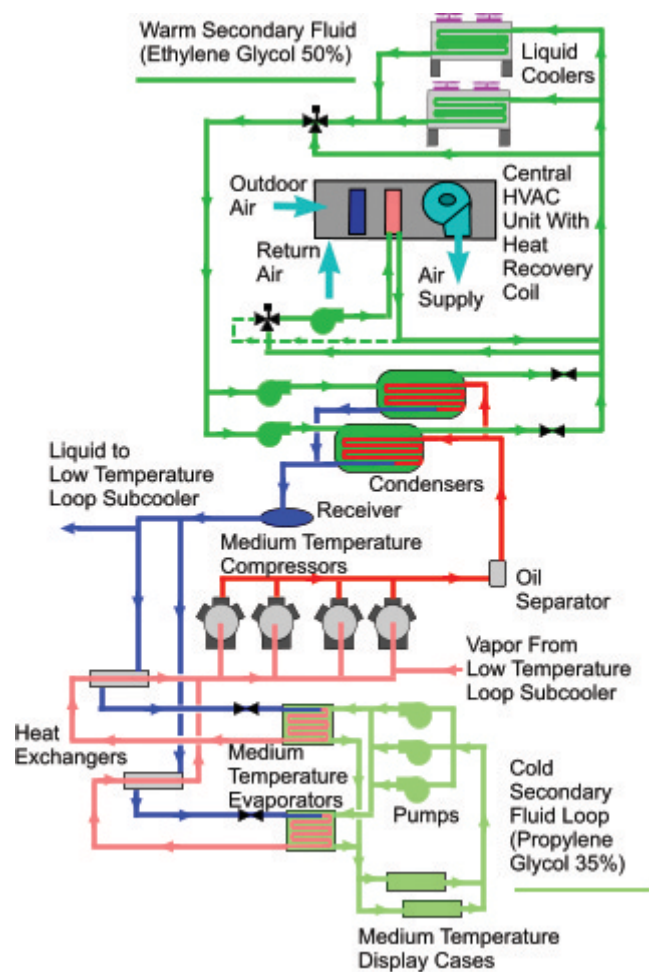 Warm Secondary Fluid
(Ethylene Glycol 50%)
Liquid
Coolers
Outdoor
Air
Return
Air
Air
Supply
Central
HVAC
Unit With
Heat
Recovery
Coil
Liquid to
Low Temperature
Loop Subcooler
Condensers
Receiver
Medium Temperature
Compressors
Oil
Separator
Vapor From
Low Temperature
Loop Subcooler
Heat
Exchangers
Medium
Temperature
Evaporators
Pumps
Cold
Secondary
Fluid Loop
(Propylene
Glycol 35%)
Medium Temperature
Display Cases